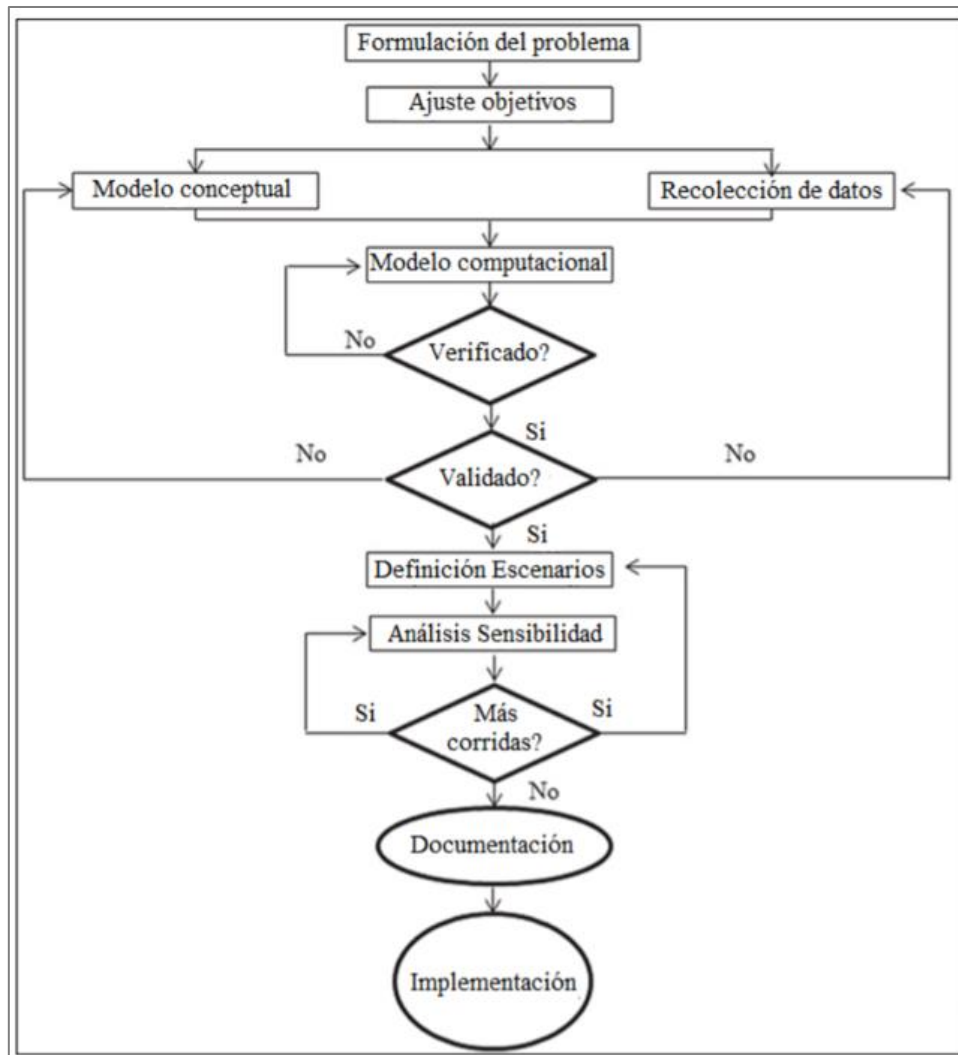 Formulación del problema
Ajuste objetivos
Modelo conceptual
Recolección de datos
Modelo computacional
No
Verificado?
Si
No
Validado?
No
Si
Definición Escenarios
Análisis Sensibilidad
Si
Más
corridas?
Si
No
Documentación
Implementación